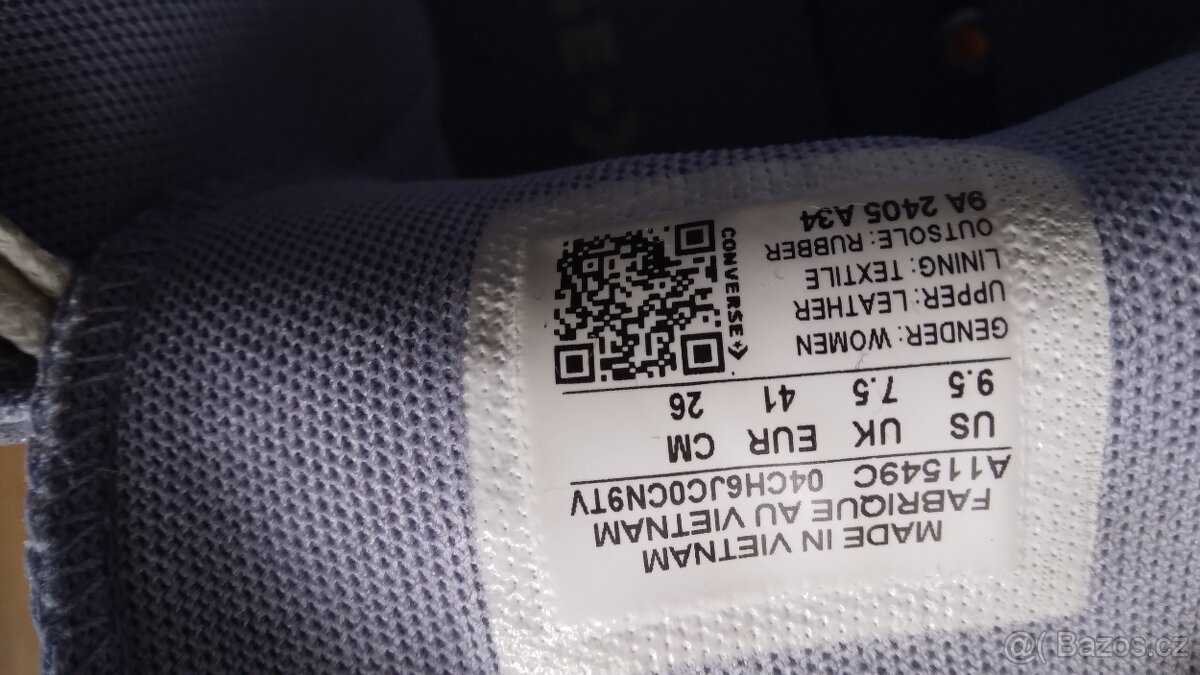 MADE IN VIETNAM
FABRIQUE AU VIETNAM
A11549C 04CH6JC0CN9TV
US UK EUR CM
9.5 7.5 41 26
GENDER: WOMEN
UPPER: LEATHER
LINING: TEXTILE
OUTSOLE: RUBBER
9A 2405 A34
CONVERSE
Bazos.cz